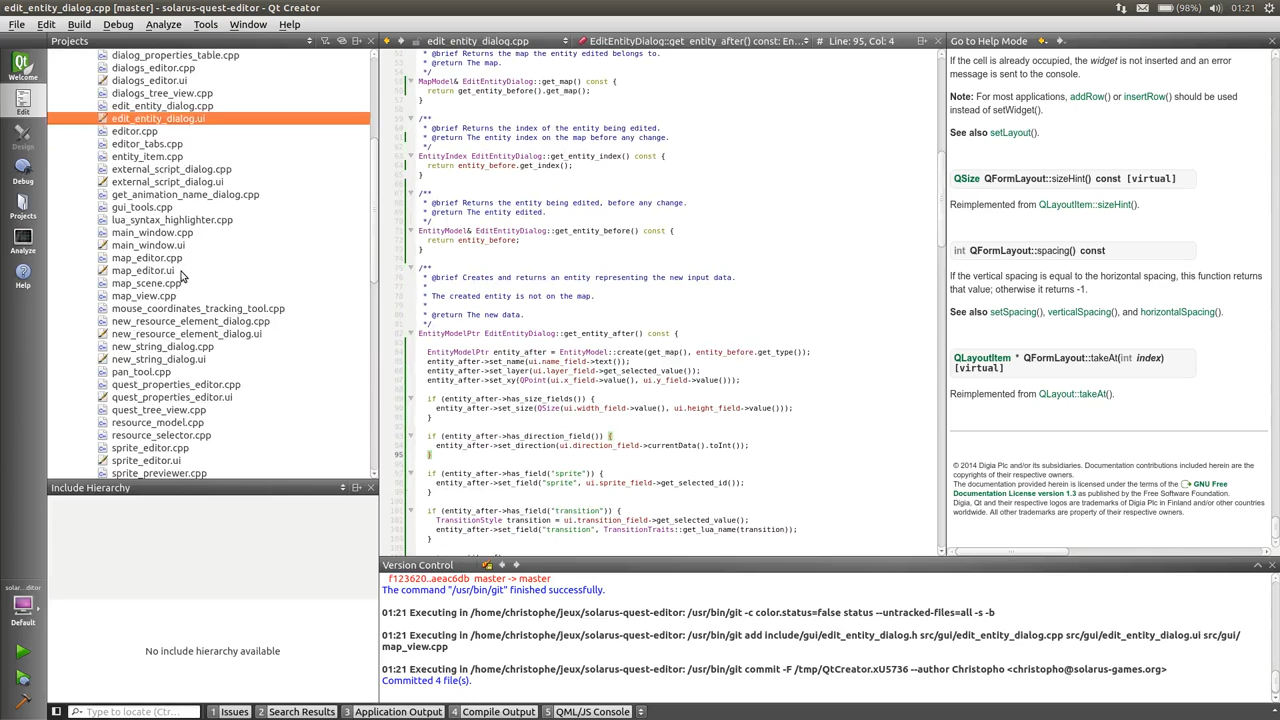 edit_entity_dialog.cpp [master] - solarus-quest-editor - Qt Creator
(98%) 01:21
File Edit Build Debug Analyze Tools Window Help
Projects
edit_entity_dialog.cpp
EditEntityDialog::get_entity_after() const: En...
# Line: 95, Col: 4
Go to Help Mode
Welcome
Edit
Design
Debug
Projects
Analyze
Help
solar...ditor
Default
dialog_properties_table.cpp
dialogs_editor.cpp
dialogs_editor.ui
dialogs_tree_view.cpp
edit_entity_dialog.cpp
edit_entity_dialog.ui
editor.cpp
editor_tabs.cpp
entity_item.cpp
external_script_dialog.cpp
external_script_dialog.ui
get_animation_name_dialog.cpp
gui_tools.cpp
lua_syntax_highlighter.cpp
main_window.cpp
main_window.ui
map_editor.cpp
map_editor.ui
map_scene.cpp
map_view.cpp
mouse_coordinates_tracking_tool.cpp
new_resource_element_dialog.cpp
new_resource_element_dialog.ui
new_string_dialog.cpp
new_string_dialog.ui
pan_tool.cpp
quest_properties_editor.cpp
quest_properties_editor.ui
quest_tree_view.cpp
resource_model.cpp
resource_selector.cpp
sprite_editor.cpp
sprite_editor.ui
sprite_previewer.cpp
Include Hierarchy
No include hierarchy available
* @brief Returns the map the entity edited belongs to.
* @return The map.
*/
MapModel& EditEntityDialog::get_map() const {
return get_entity_before().get_map();
}
/**
* @brief Returns the index of the entity being edited.
* @return The entity index on the map before any change.
*/
EntityIndex EditEntityDialog::get_entity_index() const {
return entity_before.get_index();
}
/**
* @brief Returns the entity being edited, before any change.
* @return The entity edited.
*/
EntityModel& EditEntityDialog::get_entity_before() const {
return entity_before;
}
/**
* @brief Creates and returns an entity representing the new input data.
*
* The created entity is not on the map.
*
* @return The new data.
*/
EntityModelPtr EditEntityDialog::get_entity_after() const {
EntityModelPtr entity_after = EntityModel::create(get_map(), entity_before.get_type());
entity_after->set_name(ui.name_field->text());
entity_after->set_layer(ui.layer_field->get_selected_value());
entity_after->set_xy(QPoint(ui.x_field->value(), ui.y_field->value()));
if (entity_after->has_size_fields()) {
entity_after->set_size(QSize(ui.width_field->value(), ui.height_field->value()));
}
if (entity_after->has_direction_field()) {
entity_after->set_direction(ui.direction_field->currentData().toInt());
95 }
if (entity_after->has_field("sprite")) {
entity_after->set_field("sprite", ui.sprite_field->get_selected_id());
}
if (entity_after->has_field("transition")) {
TransitionStyle transition = ui.transition_field->get_selected_value();
entity_after->set_field("transition", TransitionTraits::get_lua_name(transition));
}
If the cell is already occupied, the widget is not inserted and an error
message is sent to the console.
Note: For most applications, addRow() or insertRow() should be used
instead of setWidget().
See also setLayout().
QSize QFormLayout::sizeHint() const [virtual]
Reimplemented from QLayoutItem::sizeHint().
int QFormLayout::spacing() const
If the vertical spacing is equal to the horizontal spacing, this function returns
that value; otherwise it returns -1.
See also setSpacing(), verticalSpacing(), and horizontalSpacing().
QLayoutItem * QFormLayout::takeAt(int index)
[virtual]
Reimplemented from QLayout::takeAt().
© 2014 Digia Plc and/or its subsidiaries. Documentation contributions included herein are the
copyrights of their respective owners.
The documentation provided herein is licensed under the terms of the GNU Free
Documentation License version 1.3 as published by the Free Software Foundation.
Digia, Qt and their respective logos are trademarks of Digia Plc in Finland and/or other countries
worldwide. All other trademarks are property of their respective owners.
Version Control
f123620..aeac6db master -> master
The command "/usr/bin/git" finished successfully.
01:21 Executing in /home/christophe/jeux/solarus-quest-editor: /usr/bin/git -c color.status=false status --untracked-files=all -s -b
01:21 Executing in /home/christophe/jeux/solarus-quest-editor: /usr/bin/git add include/gui/edit_entity_dialog.h src/gui/edit_entity_dialog.cpp src/gui/edit_entity_dialog.ui src/gui/
map_view.cpp
01:21 Executing in /home/christophe/jeux/solarus-quest-editor: /usr/bin/git commit -F /tmp/QtCreator.xU5736 --author Christopho <christopho@solarus-games.org>
Committed 4 file(s).
Type to locate (Ctr...
1 Issues 2 Search Results 3 Application Output 4 Compile Output 5 QML/JS Console